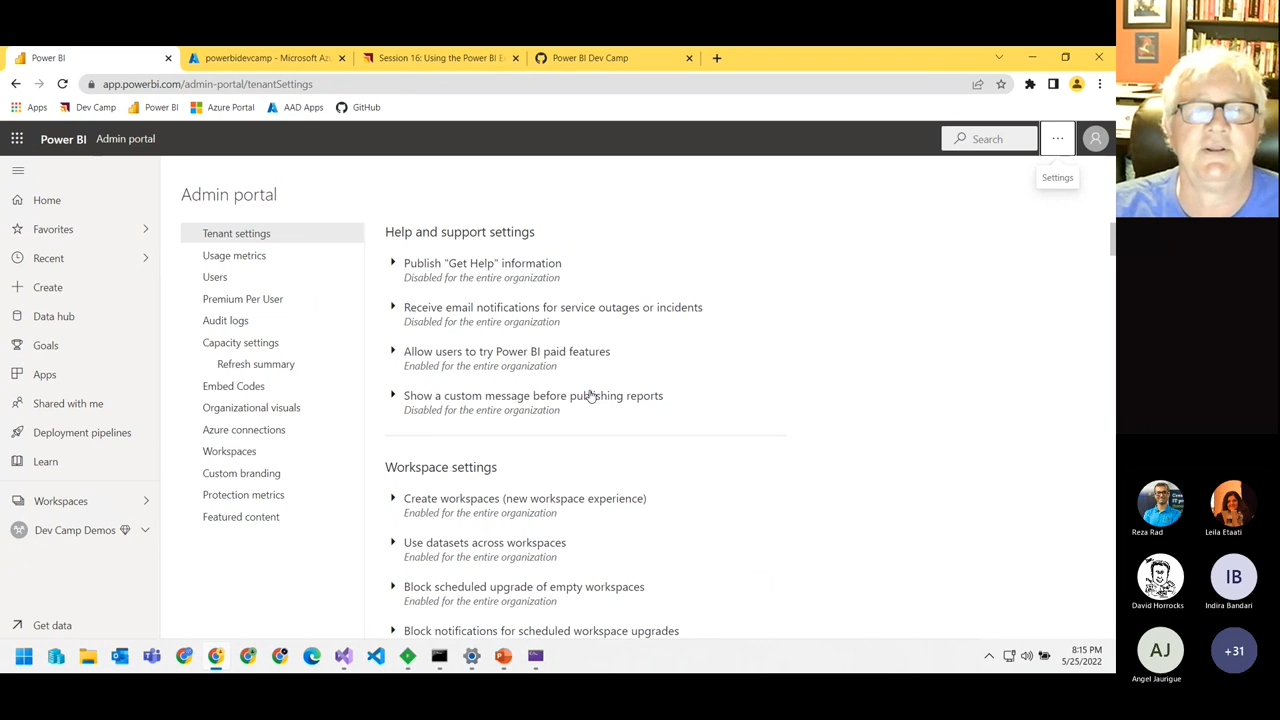 Power BI
powerbidevcamp - Microsoft Az
Session 16: Using the Power BI E
Power BI Dev Camp
app.powerbi.com/admin-portal/tenantSettings
Apps
Dev Camp
Power BI
Azure Portal
AAD Apps
GitHub
Power BI
Admin portal
Search
Settings
Home
Favorites
Recent
Create
Data hub
Goals
Apps
Shared with me
Deployment pipelines
Learn
Workspaces
Dev Camp Demos
Get data
Admin portal
Tenant settings
Usage metrics
Users
Premium Per User
Audit logs
Capacity settings
Refresh summary
Embed Codes
Organizational visuals
Azure connections
Workspaces
Custom branding
Protection metrics
Featured content
Help and support settings
Publish "Get Help" information
Disabled for the entire organization
Receive email notifications for service outages or incidents
Disabled for the entire organization
Allow users to try Power BI paid features
Enabled for the entire organization
Show a custom message before publishing reports
Disabled for the entire organization
Workspace settings
Create workspaces (new workspace experience)
Enabled for the entire organization
Use datasets across workspaces
Enabled for the entire organization
Block scheduled upgrade of empty workspaces
Enabled for the entire organization
Block notifications for scheduled workspace upgrades
8:15 PM
5/25/2022
Reza Rad
Leila Etaati
David Horrocks
IB
Indira Bandari
AJ
Angel Jaurigue
+31